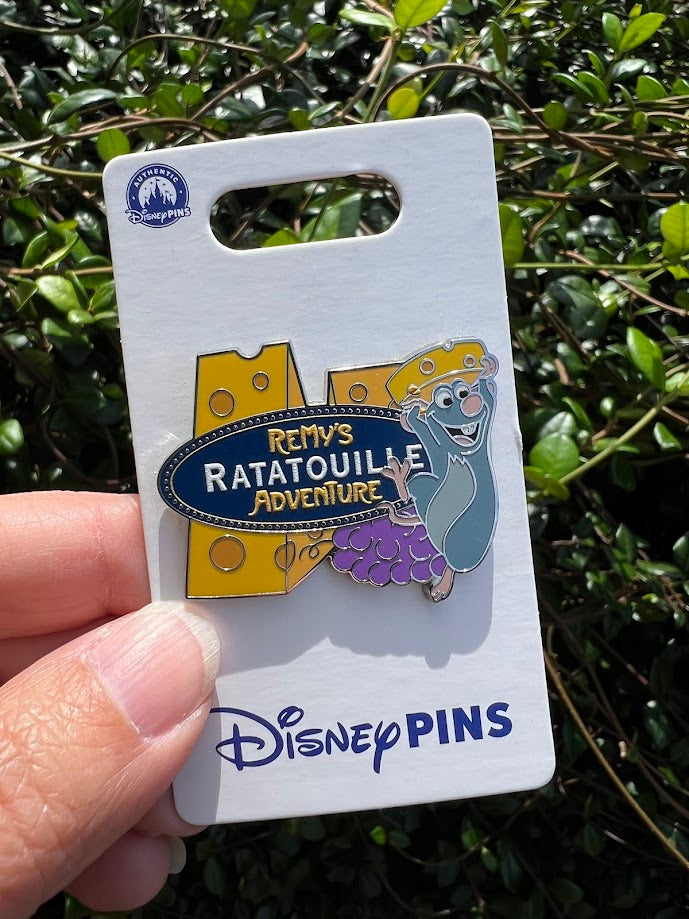 AUTHENTIC
Disney PINS
REMY'S
RATATOUILLE
ADVENTURE
Disney PINS